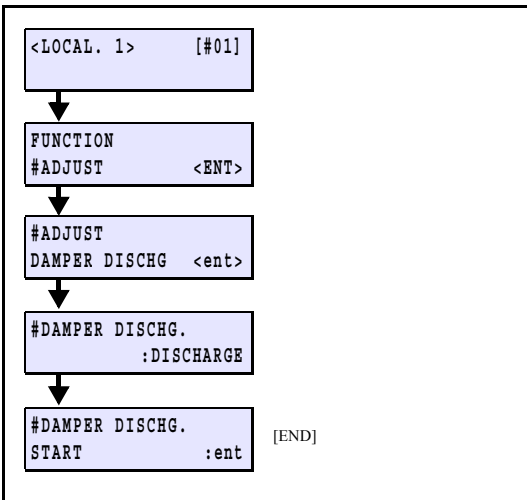 <LOCAL. 1> [#01]
FUNCTION
#ADJUST <ENT>
#ADJUST
DAMPER DISCHG <ent>
#DAMPER DISCHG.
:DISCHARGE
#DAMPER DISCHG.
START :ent
[END]